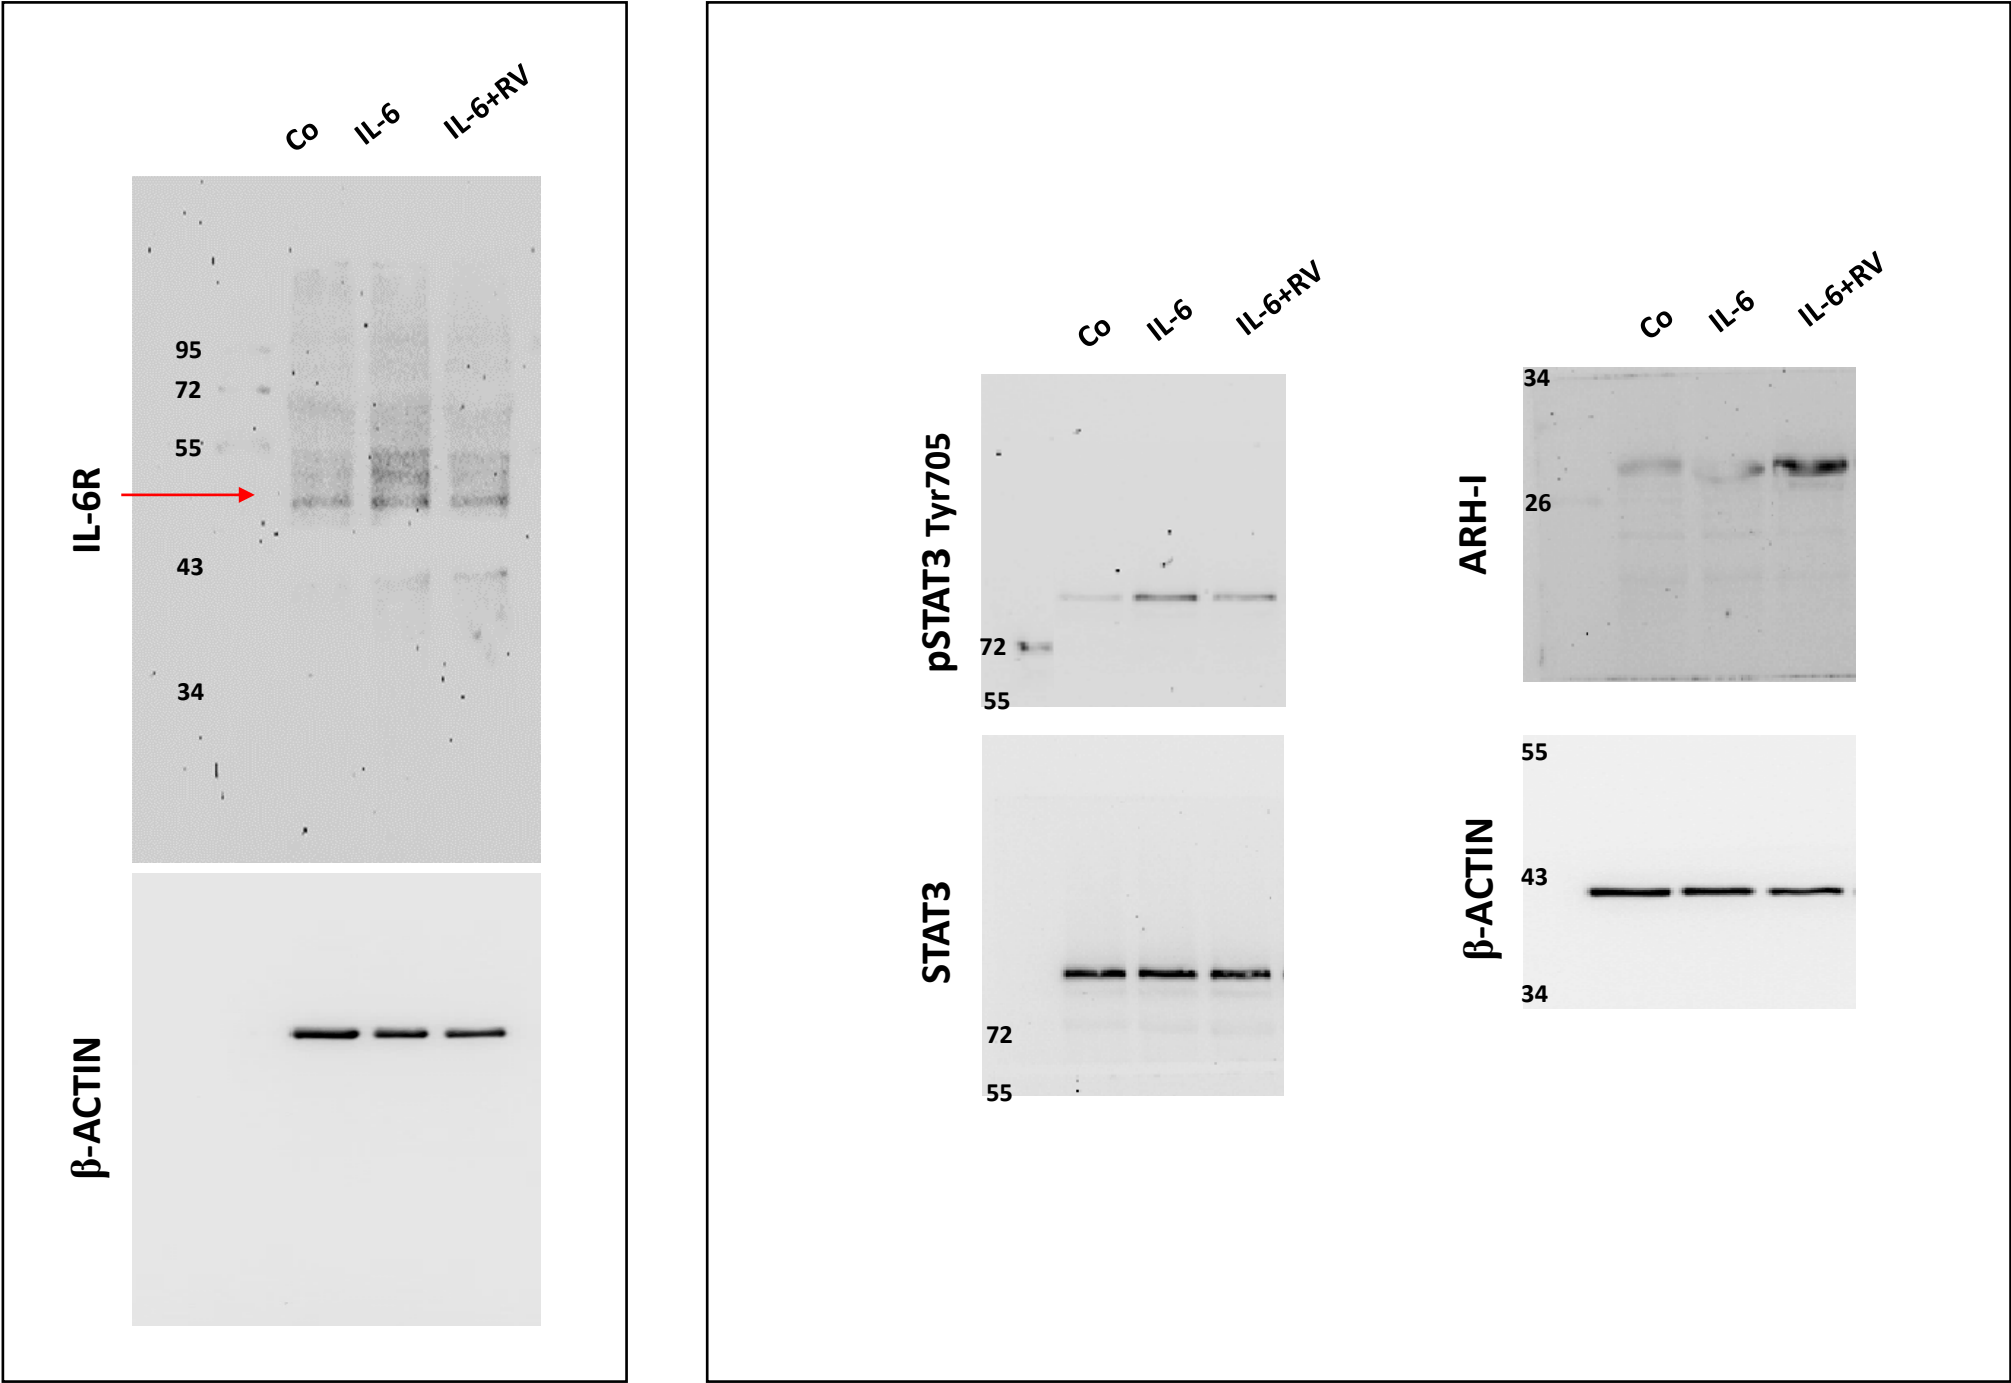 Co IL-6 IL-6+RV
95
72
55
IL-6R
43
34
β-ACTIN
Co IL-6 IL-6+RV
pSTAT3 Tyr705
72
55
STAT3
72
55
Co IL-6 IL-6+RV
34
ARH-I
26
55
β-ACTIN
43
34